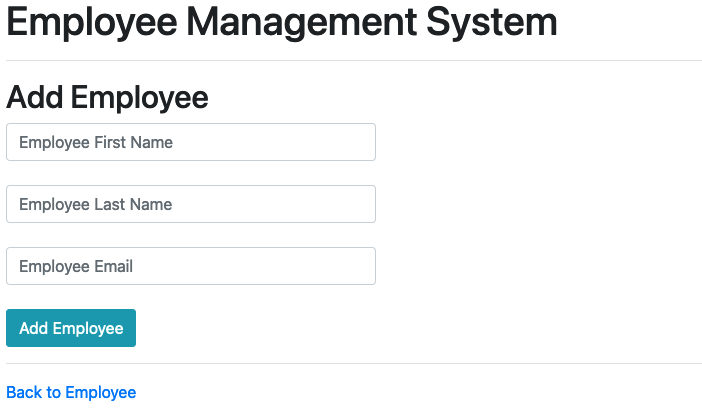 Employee Management System
Add Employee
Employee First Name
Employee Last Name
Employee Email
Add Employee
Back to Employee